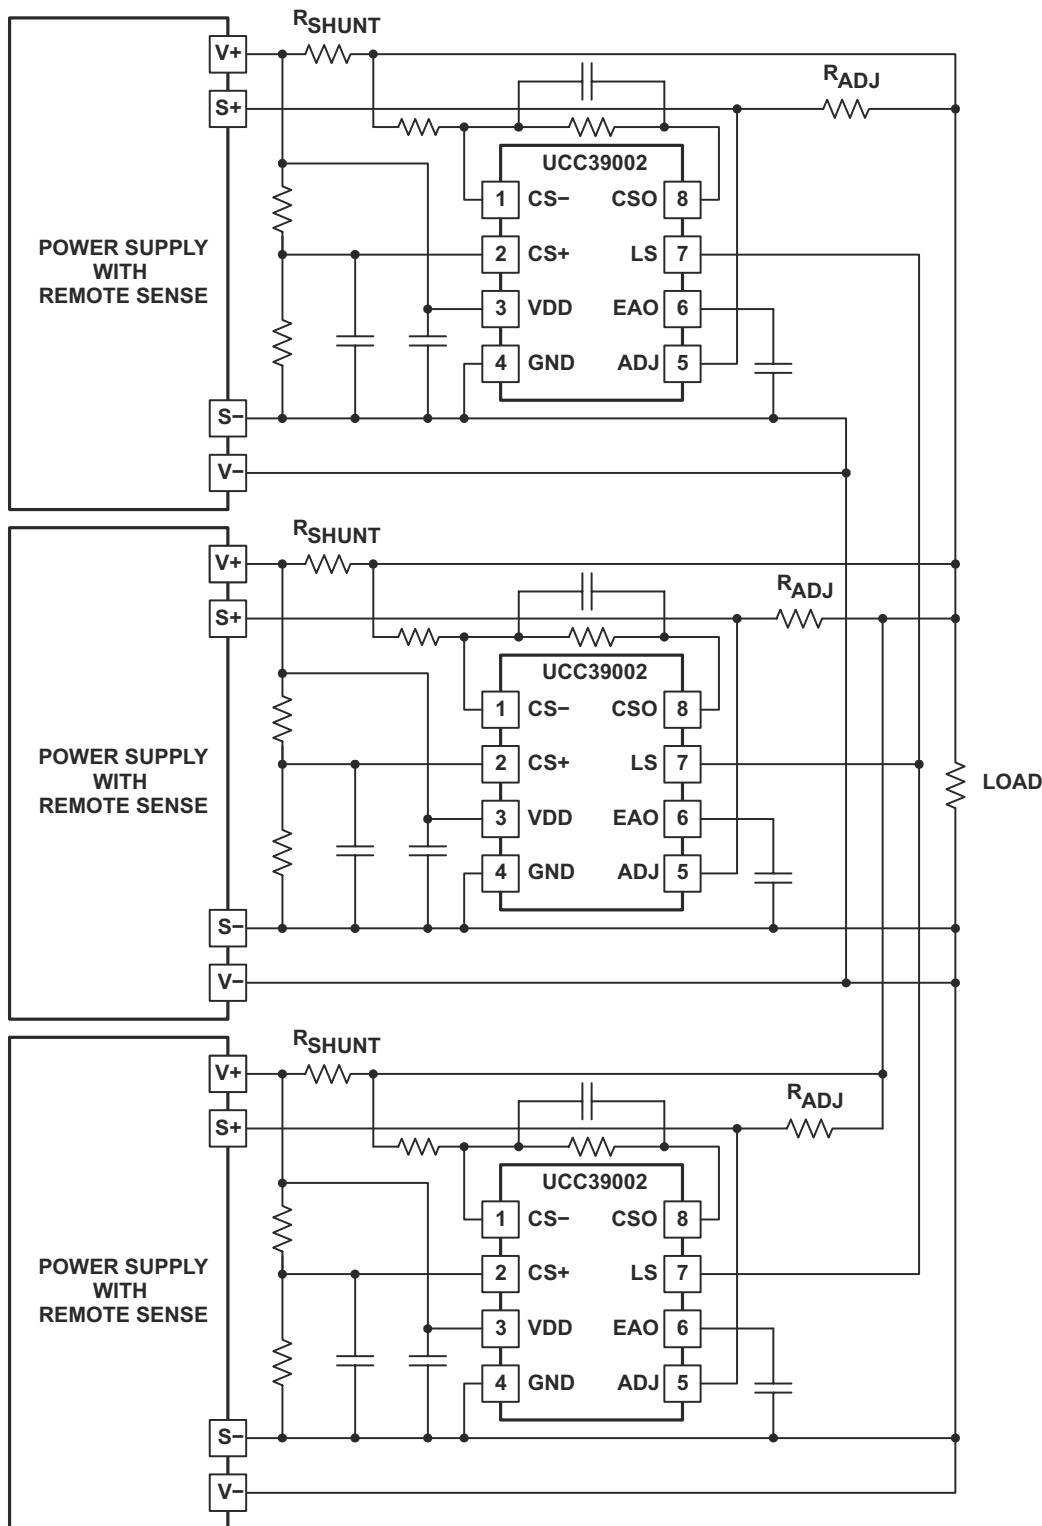 RSHUNT
V+
RADJ
S+
UCC39002
1 CS− CSO 8
POWER SUPPLY
WITH
REMOTE SENSE
2 CS+ LS 7
3 VDD EAO 6
4 GND ADJ 5
S−
V−
RSHUNT
V+
RADJ
S+
UCC39002
1 CS− CSO 8
POWER SUPPLY
WITH
REMOTE SENSE
2 CS+ LS 7
LOAD
3 VDD EAO 6
4 GND ADJ 5
S−
V−
RSHUNT
V+
RADJ
S+
UCC39002
1 CS− CSO 8
POWER SUPPLY
WITH
REMOTE SENSE
2 CS+ LS 7
3 VDD EAO 6
4 GND ADJ 5
S−
V−